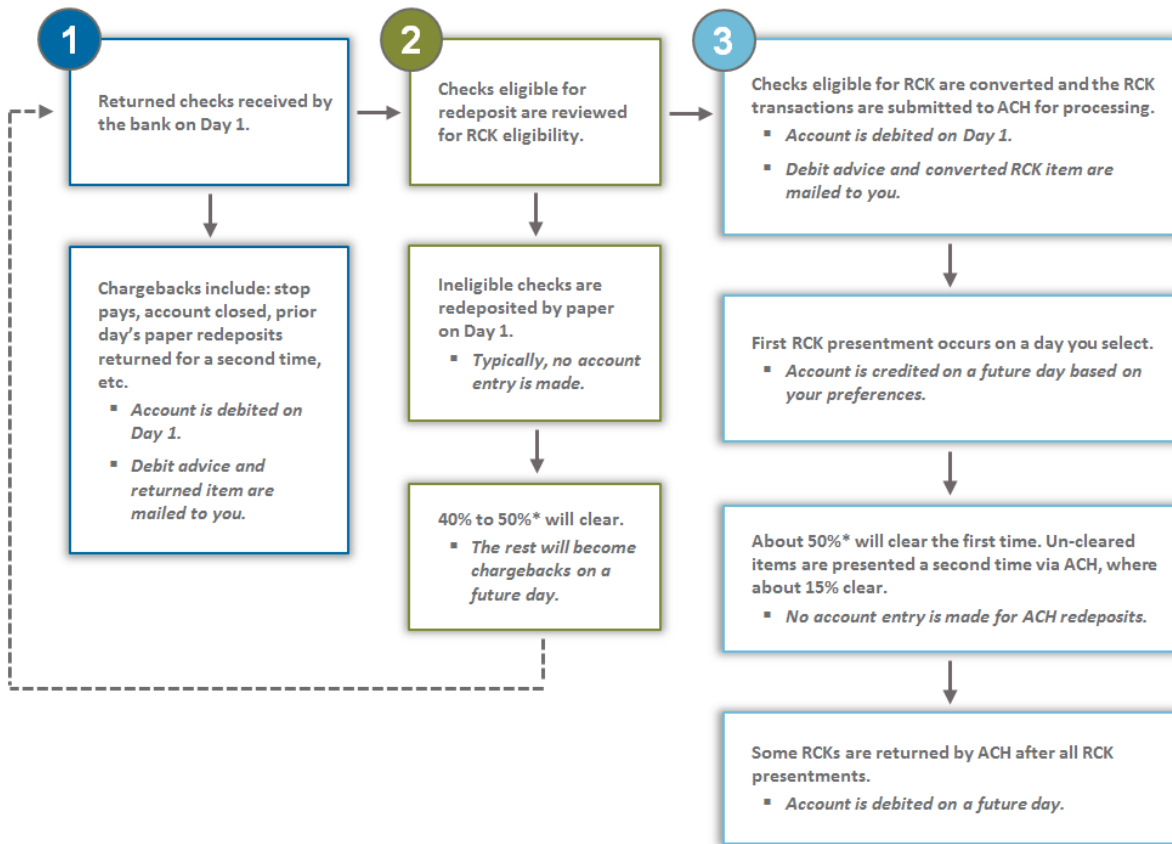 1
Returned checks received by
the bank on Day 1.
Chargebacks include: stop
pays, account closed, prior
day’s paper redeposits
returned for a second time,
etc.
▪ Account is debited on
Day 1.
▪ Debit advice and
returned item are
mailed to you.
2
Checks eligible for
redeposit are reviewed
for RCK eligibility.
Ineligible checks are
redeposited by paper
on Day 1.
▪ Typically, no account
entry is made.
40% to 50%* will clear.
▪ The rest will become
chargebacks on a
future day.
3
Checks eligible for RCK are converted and the RCK
transactions are submitted to ACH for processing.
▪ Account is debited on Day 1.
▪ Debit advice and converted RCK item are
mailed to you.
First RCK presentment occurs on a day you select.
▪ Account is credited on a future day based on
your preferences.
About 50%* will clear the first time. Un-cleared
items are presented a second time via ACH, where
about 15% clear.
▪ No account entry is made for ACH redeposits.
Some RCKs are returned by ACH after all RCK
presentments.
▪ Account is debited on a future day.